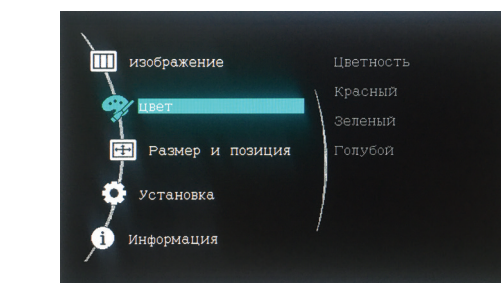 изображение
цвет
Размер и позиция
Установка
Информация
Цветность
Красный
Зеленый
Голубой